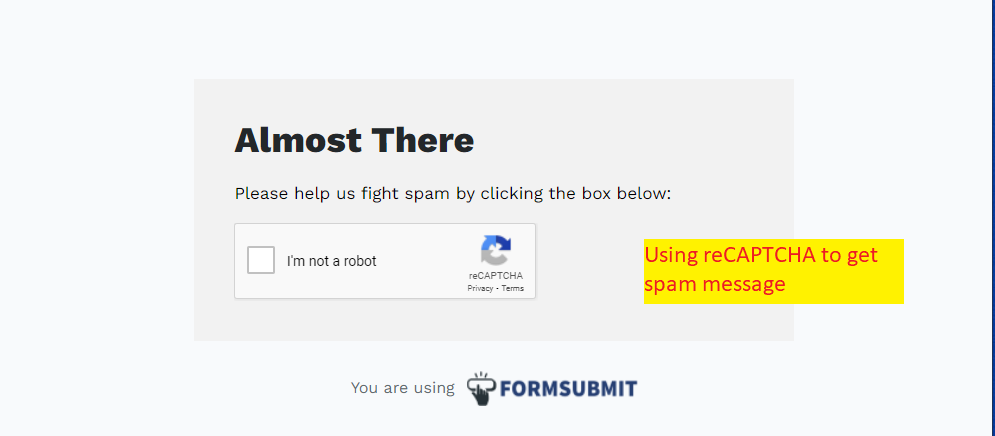 Almost There
Please help us fight spam by clicking the box below:
I'm not a robot
reCAPTCHA
Privacy - Terms
Using reCAPTCHA to get
spam message
You are using FORMSUBMIT